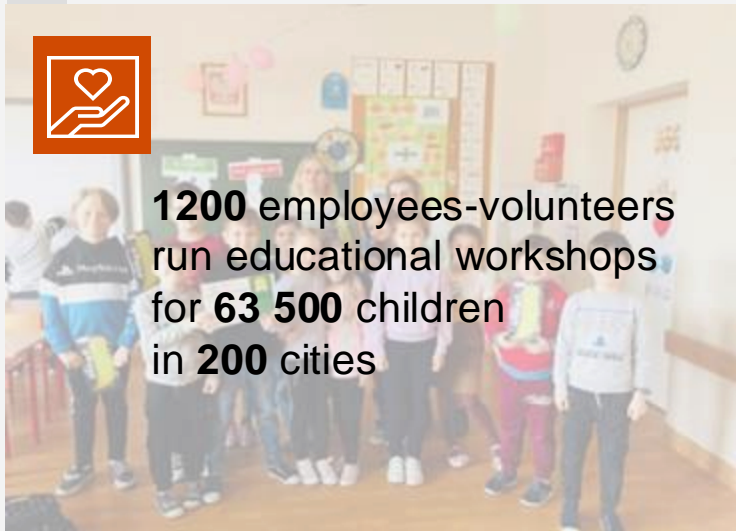 1200 employees-volunteers
run educational workshops
for 63 500 children
in 200 cities